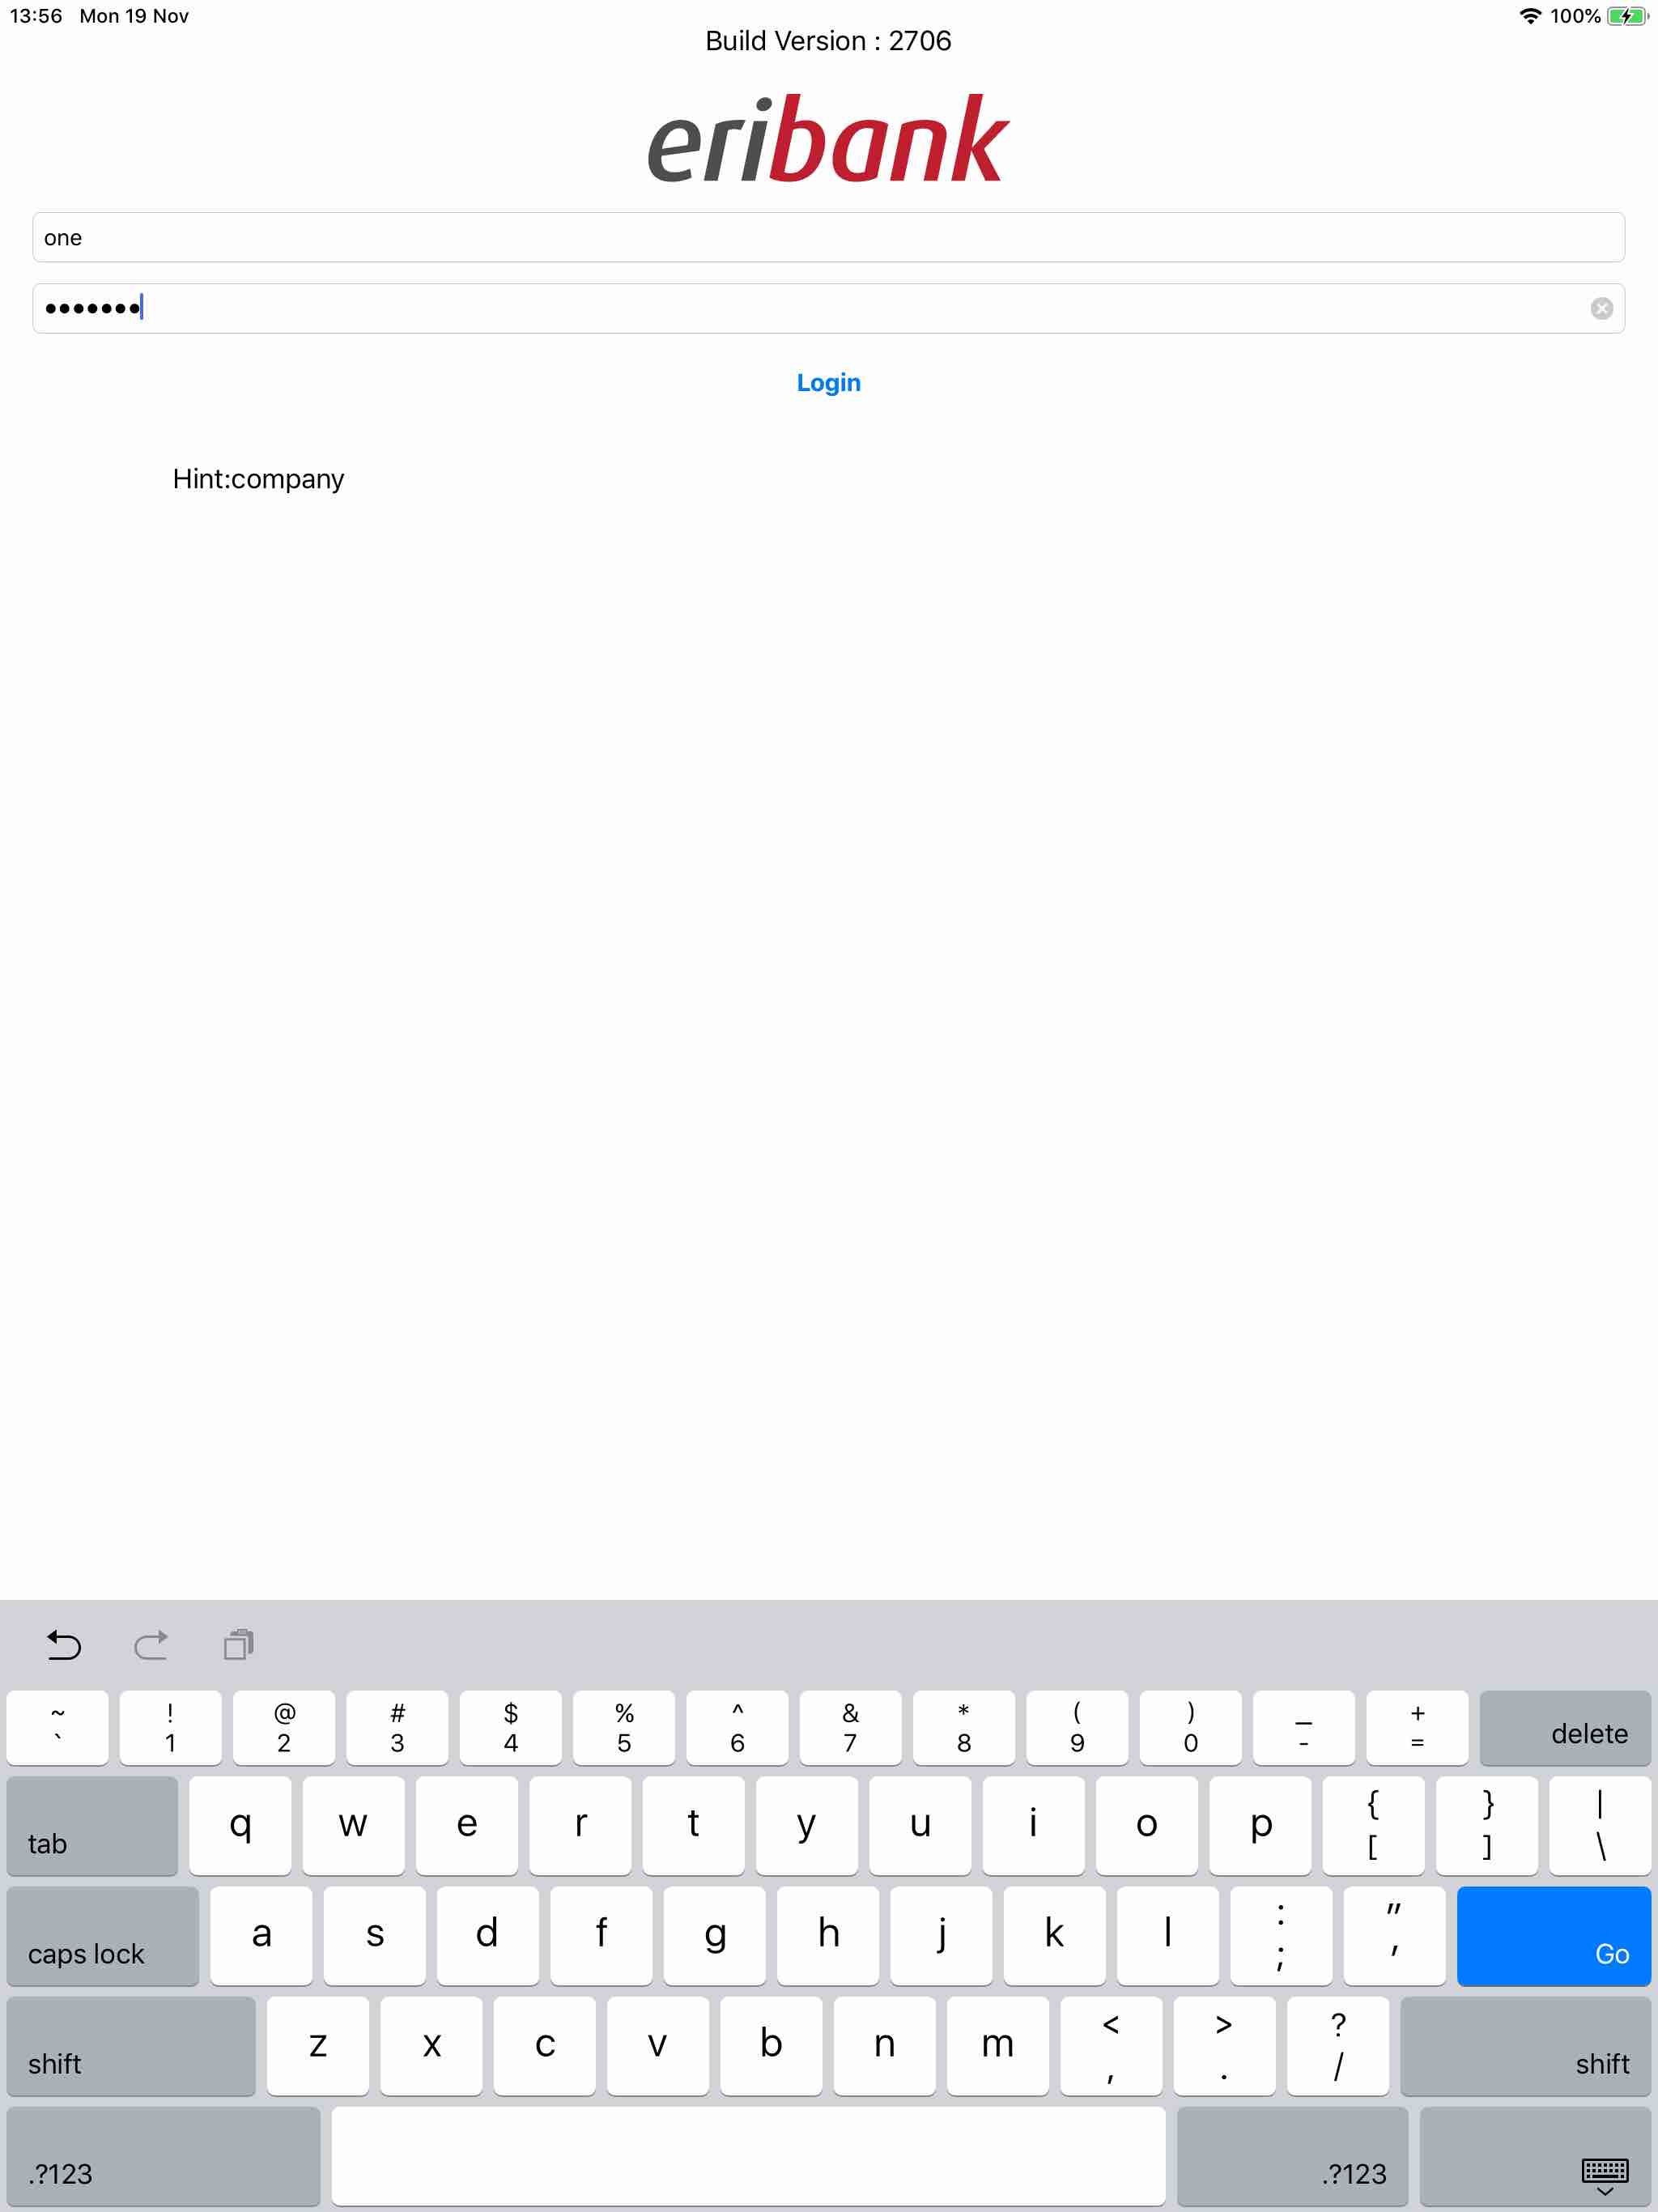 13:56 Mon 19 Nov 100%
Build Version : 2706
eribank
one
•••••••
Login
Hint:company
~ ! @ # $ % ^ & * ( ) _ +
` 1 2 3 4 5 6 7 8 9 0 - = delete
tab q w e r t y u i o p { [ } ] | \
caps lock a s d f g h j k l : ; " ' Go
shift z x c v b n m < , > . ? / shift
.?123 .?123